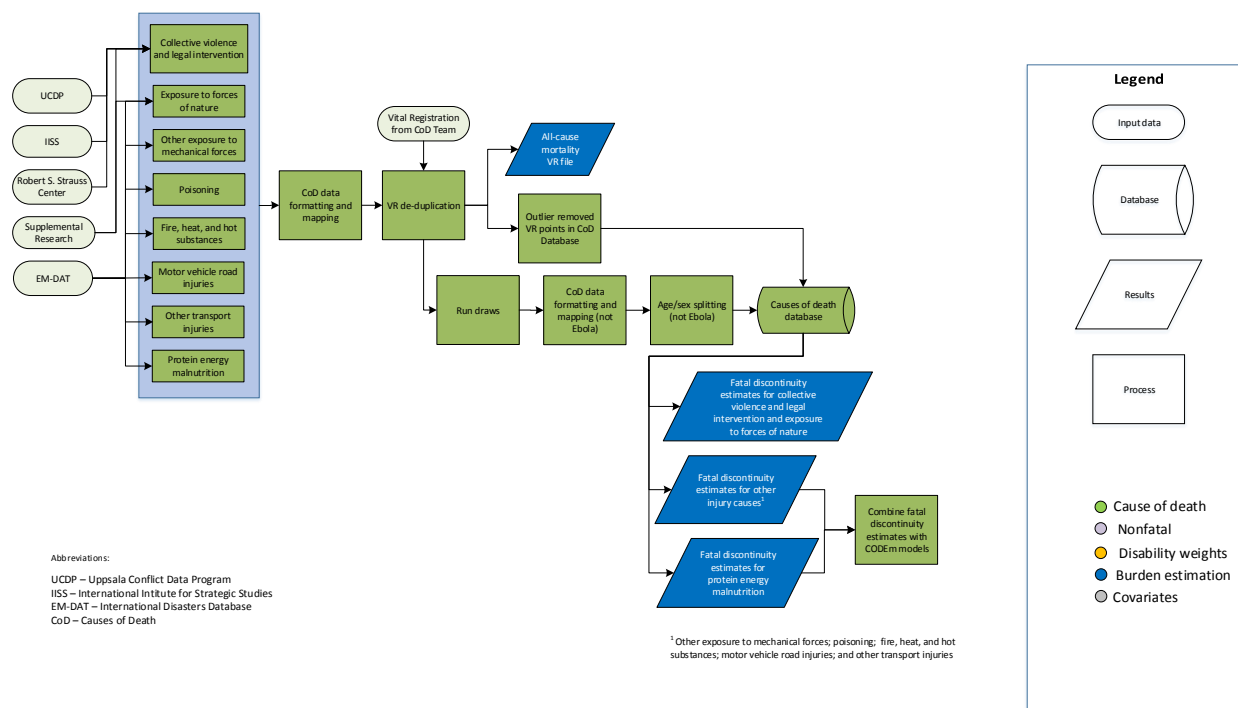 UCDP
IISS
Robert S. Strauss
Center
Supplemental
Research
EM-DAT
Collective violence
and legal intervention
Exposure to forces
of nature
Other exposure to
mechanical forces
Poisoning
Fire, heat, and hot
substances
Motor vehicle road
injuries
Other transport
injuries
Protein energy
malnutrition
CoD data
formatting and
mapping
Vital Registration
from CoD Team
VR de-duplication
All-cause
mortality
VR file
Outlier removed
VR points in CoD
Database
Run draws
CoD data
formatting and
mapping (not
Ebola)
Age/sex splitting
(not Ebola)
Causes of death
database
Fatal discontinuity
estimates for collective
violence and legal
intervention and exposure
to forces of nature
Fatal discontinuity
estimates for other
injury causes1
Fatal discontinuity
estimates for
protein energy
malnutrition
Combine fatal
discontinuity
estimates with
CODEm models
Abbreviations:
UCDP – Uppsala Conflict Data Program
IISS – International Intitute for Strategic Studies
EM-DAT – International Disasters Database
CoD – Causes of Death
1 Other exposure to mechanical forces; poisoning; fire, heat, and hot
substances; motor vehicle road injuries; and other transport injuries
Legend
Input data
Database
Results
Process
Cause of death
Nonfatal
Disability weights
Burden estimation
Covariates